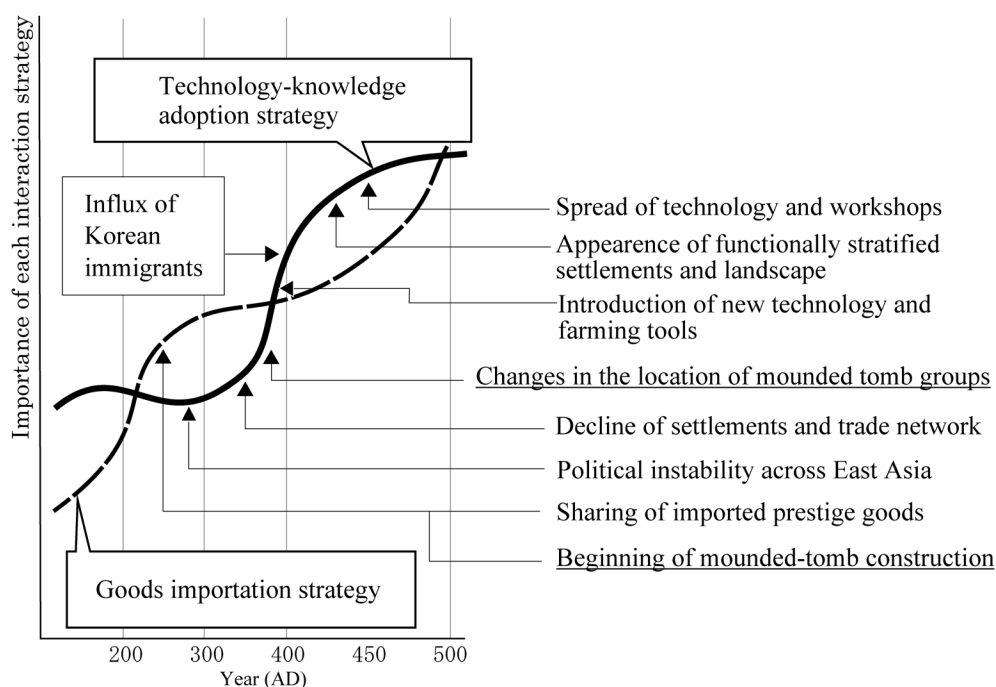 Importance of each interaction strategy
Technology-knowledge
adoption strategy
Influx of
Korean
immigrants
Spread of technology and workshops
Appearence of functionally stratified
settlements and landscape
Introduction of new technology and
farming tools
Changes in the location of mounded tomb groups
Decline of settlements and trade network
Political instability across East Asia
Sharing of imported prestige goods
Beginning of mounded-tomb construction
Goods importation strategy
200 300 400 450 500
Year (AD)